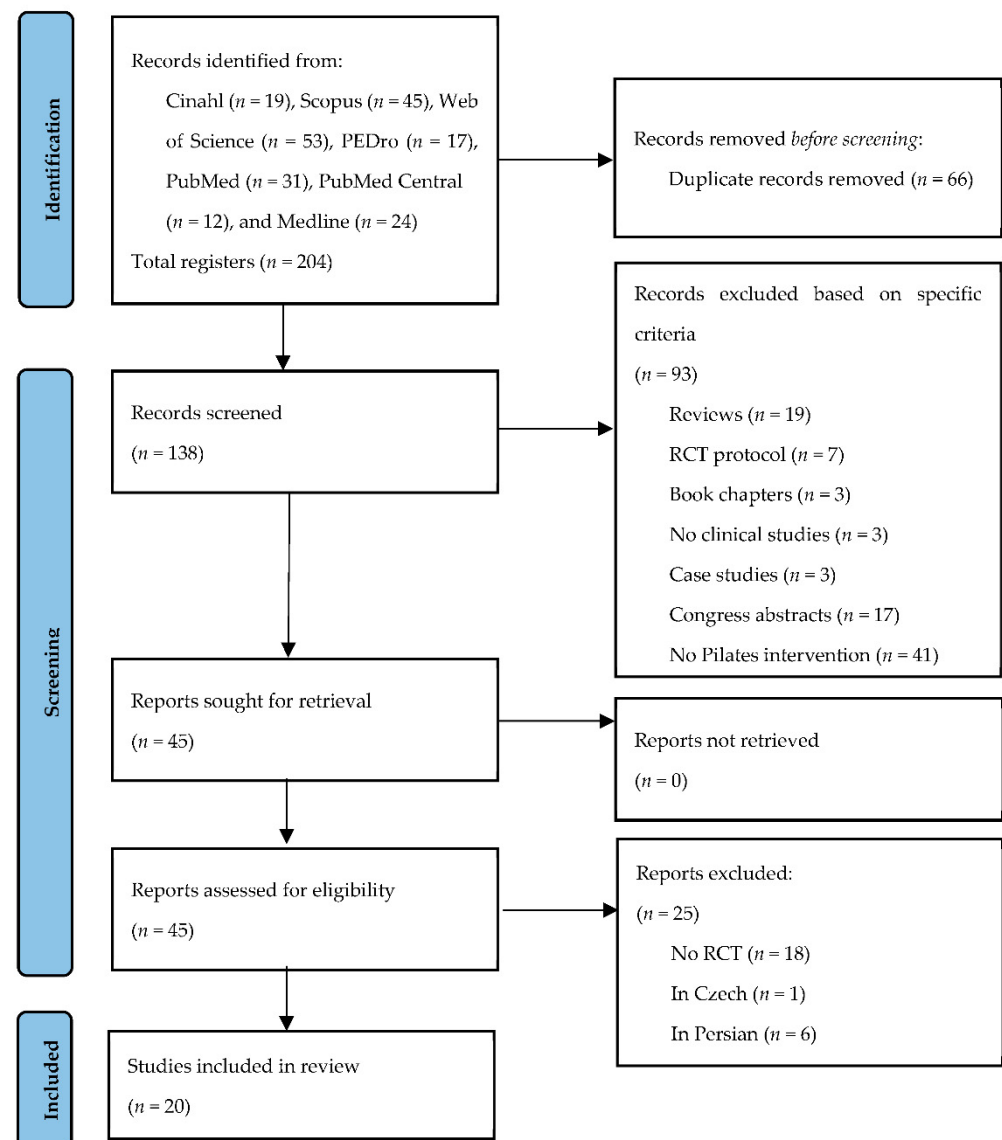 Identification
Records identified from:
Cinahl (n = 19), Scopus (n = 45), Web
of Science (n = 53), PEDro (n = 17),
PubMed (n = 31), PubMed Central
(n = 12), and Medline (n = 24)
Total registers (n = 204)
Records removed before screening:
Duplicate records removed (n = 66)
Screening
Records screened
(n = 138)
Records excluded based on specific
criteria
(n = 93)
Reviews (n = 19)
RCT protocol (n = 7)
Book chapters (n = 3)
No clinical studies (n = 3)
Case studies (n = 3)
Congress abstracts (n = 17)
No Pilates intervention (n = 41)
Reports sought for retrieval
(n = 45)
Reports not retrieved
(n = 0)
Reports assessed for eligibility
(n = 45)
Reports excluded:
(n = 25)
No RCT (n = 18)
In Czech (n = 1)
In Persian (n = 6)
Included
Studies included in review
(n = 20)